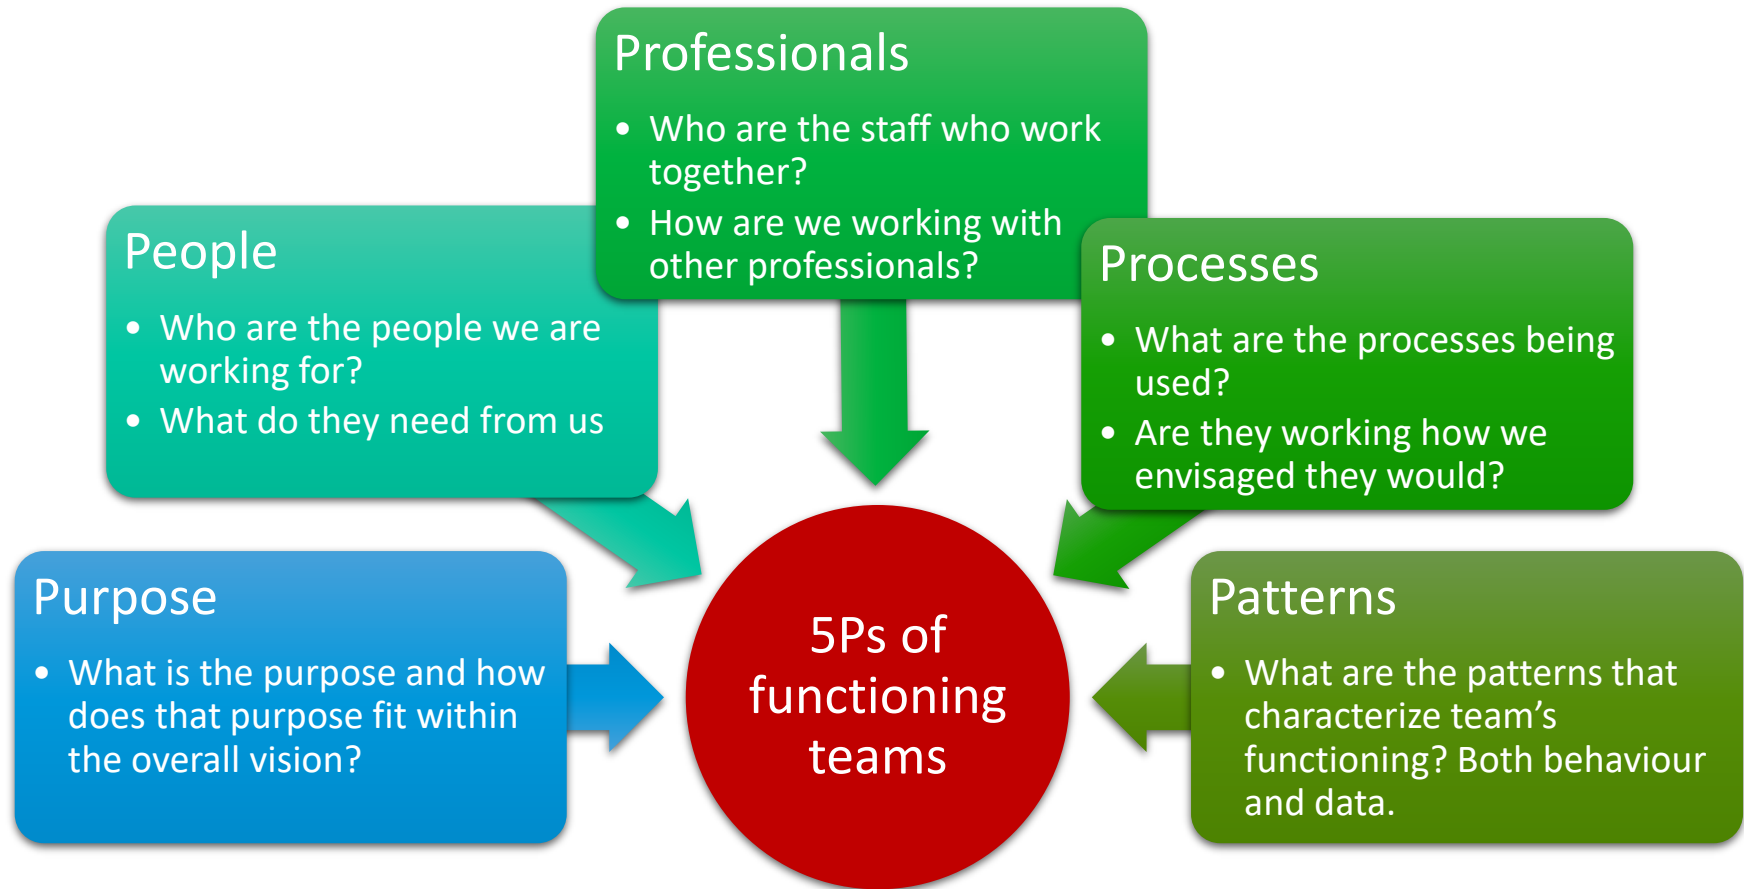 Professionals
• Who are the staff who work
together?
• How are we working with
other professionals?
People
• Who are the people we are
working for?
• What do they need from us
Processes
• What are the processes being
used?
• Are they working how we
envisaged they would?
Purpose
• What is the purpose and how
does that purpose fit within
the overall vision?
5Ps of
functioning
teams
Patterns
• What are the patterns that
characterize team’s
functioning? Both behaviour
and data.